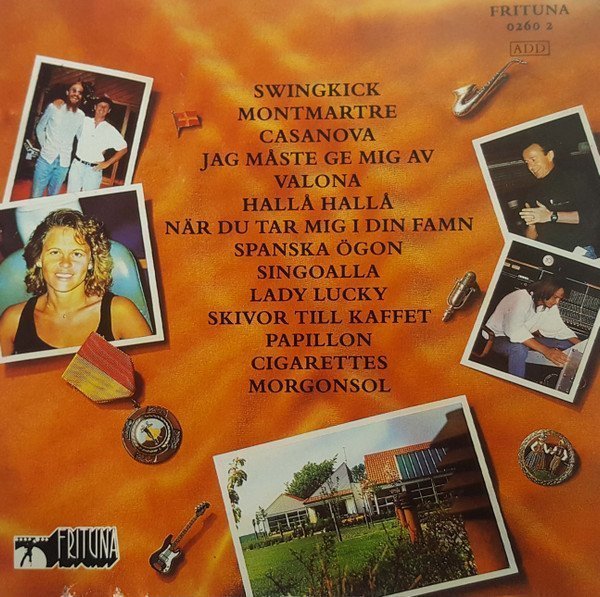 FRITUNA
0260 2
ADD
SWINGKICK
MONTMARTRE
CASANOVA
JAG MÅSTE GE MIG AV
VALONA
HALLÅ HALLÅ
NÄR DU TAR MIG I DIN FAMN
SPANSKA ÖGON
SINGOALLA
LADY LUCKY
SKIVOR TILL KAFFET
PAPILLON
CIGARETTES
MORGONSOL
FRITUNA